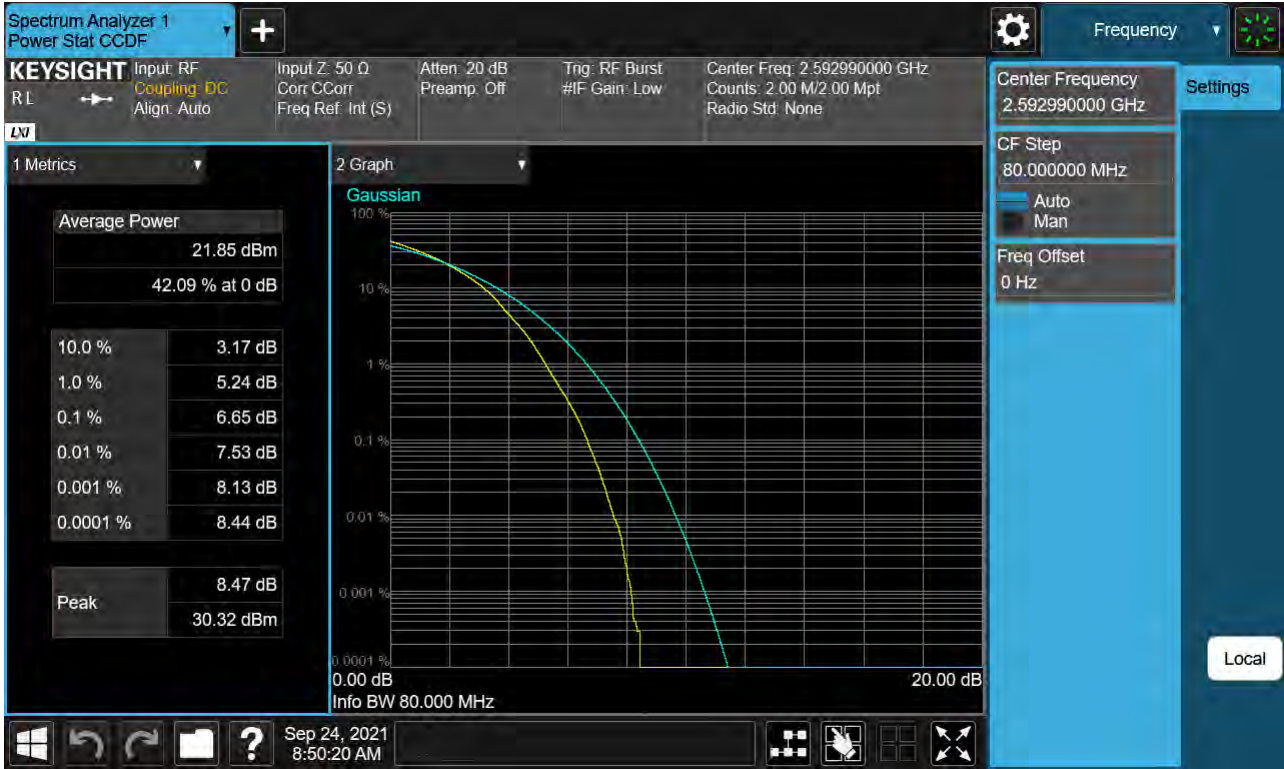 Spectrum Analyzer 1
Power Stat CCDF
Frequency
KEYSIGHT
R L
LXI
Input: RF
Coupling: DC
Align: Auto
Input Z: 50 Ω
Corr CCorr
Freq Ref: Int (S)
Atten: 20 dB
Preamp: Off
Trig: RF Burst
#IF Gain: Low
Center Freq: 2.592990000 GHz
Counts: 2.00 M/2.00 Mpt
Radio Std: None
Center Frequency
2.592990000 GHz
Settings
CF Step
80.000000 MHz
Auto
Man
Freq Offset
0 Hz
Local
1 Metrics
Average Power
21.85 dBm
42.09 % at 0 dB
10.0 % 3.17 dB
1.0 % 5.24 dB
0.1 % 6.65 dB
0.01 % 7.53 dB
0.001 % 8.13 dB
0.0001 % 8.44 dB
Peak
8.47 dB
30.32 dBm
2 Graph
Gaussian
100 %
10 %
1 %
0.1 %
0.01 %
0.001 %
0.0001 %
0.00 dB 20.00 dB
Info BW 80.000 MHz
Sep 24, 2021
8:50:20 AM